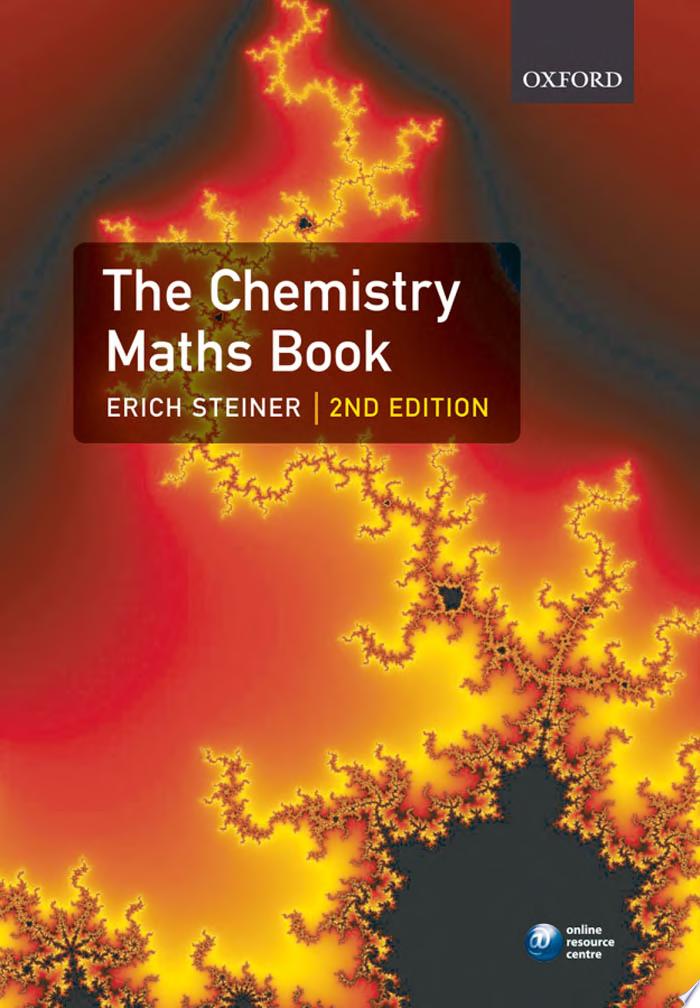 OXFORD
The Chemistry
Maths Book
ERICH STEINER | 2ND EDITION
@ online
resource
centre